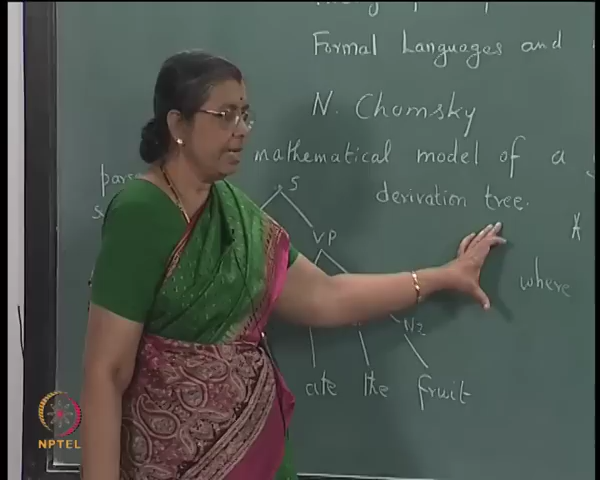 Formal Languages and
N. Chomsky
mathematical model of a
derivation tree.
S
VP
where
N2
ate the fruit
NPTEL